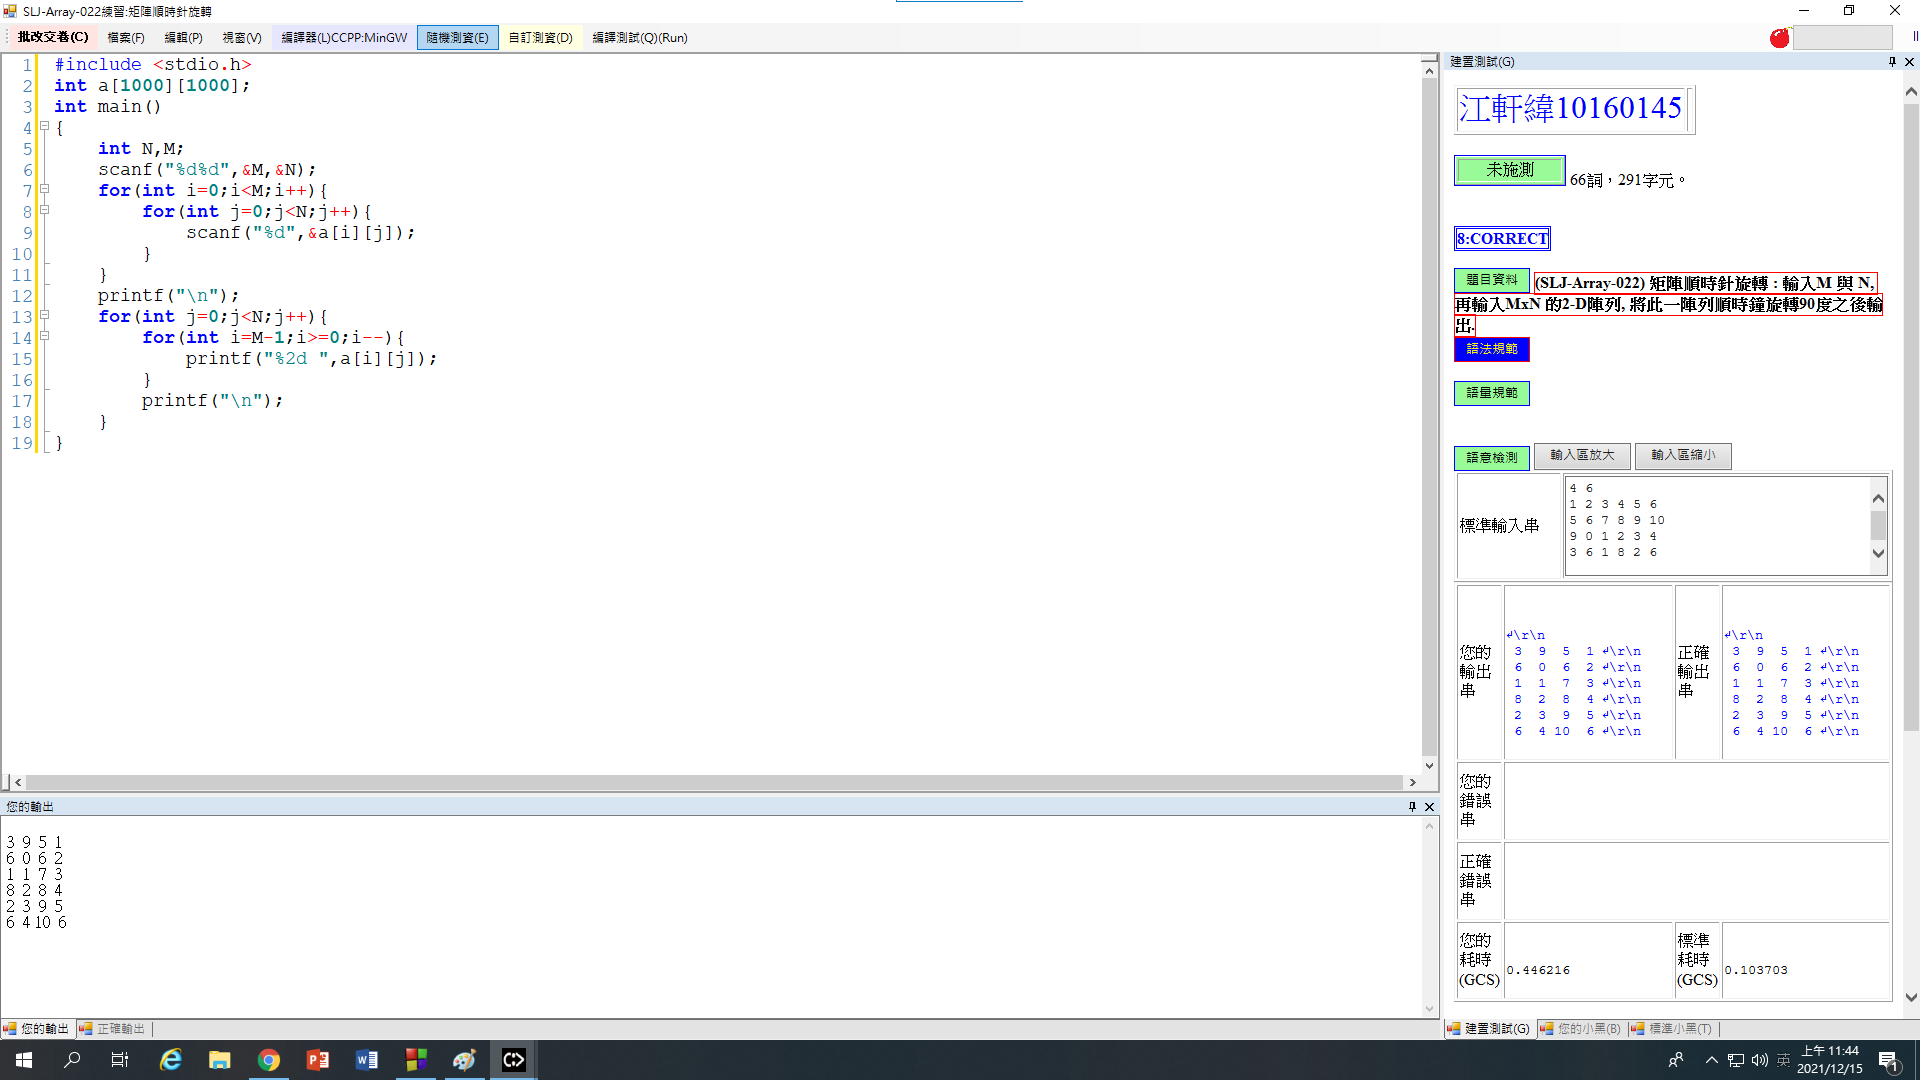 SLJ-Array-022練習:矩陣順時針旋轉
批改交卷(C) 檔案(F) 編輯(P) 視窗(V) 編譯器(L)CCPP:MinGW 隨機測資(E) 自訂測資(D) 編譯測試(Q)(Run)
1 #include <stdio.h>
2 int a[1000][1000];
3 int main()
4 {
5 int N,M;
6 scanf("%d%d",&M,&N);
7 for(int i=0;i<M;i++){
8 for(int j=0;j<N;j++){
9 scanf("%d",&a[i][j]);
10 }
11 }
12 printf("\n");
13 for(int j=0;j<N;j++){
14 for(int i=M-1;i>=0;i--){
15 printf("%2d ",a[i][j]);
16 }
17 printf("\n");
18 }
19 }
您的輸出
3 9 5 1
6 0 6 2
1 1 7 3
8 2 8 4
2 3 9 5
6 4 10 6
您的輸出 正確輸出
建置測試(G)
江軒緯10160145
未施測 66詞，291字元。
8:CORRECT
題目資料 (SLJ-Array-022) 矩陣順時針旋轉 : 輸入M 與 N,
再輸入MxN 的2-D陣列, 將此一陣列順時鐘旋轉90度之後輸
出.
語法規範
語量規範
語意檢測 輸入區放大 輸入區縮小
標準輸入串
4 6
1 2 3 4 5 6
5 6 7 8 9 10
9 0 1 2 3 4
3 6 1 8 2 6
您的輸出串
↲\r\n
3 9 5 1 ↲\r\n
6 0 6 2 ↲\r\n
1 1 7 3 ↲\r\n
8 2 8 4 ↲\r\n
2 3 9 5 ↲\r\n
6 4 10 6 ↲\r\n
正確輸出串
↲\r\n
3 9 5 1 ↲\r\n
6 0 6 2 ↲\r\n
1 1 7 3 ↲\r\n
8 2 8 4 ↲\r\n
2 3 9 5 ↲\r\n
6 4 10 6 ↲\r\n
您的錯誤串
正確錯誤串
您的耗時(GCS) 0.446216 標準耗時(GCS) 0.103703
建置測試(G) 您的小黑(B) 標準小黑(T)
英 上午 11:44
2021/12/15
1